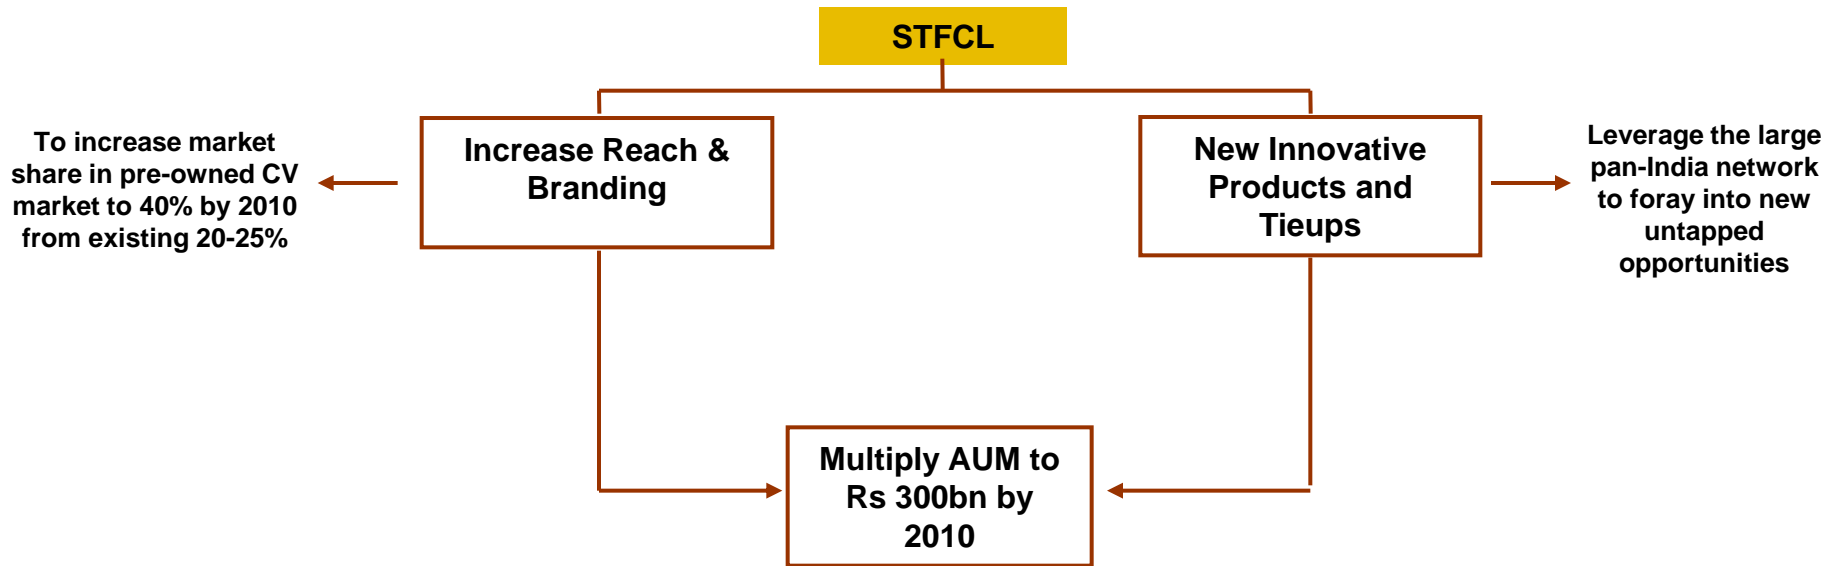 STFCL
To increase market
share in pre-owned CV
market to 40% by 2010
from existing 20-25%
Increase Reach &
Branding
New Innovative
Products and
Tieups
Leverage the large
pan-India network
to foray into new
untapped
opportunities
Multiply AUM to
Rs 300bn by
2010